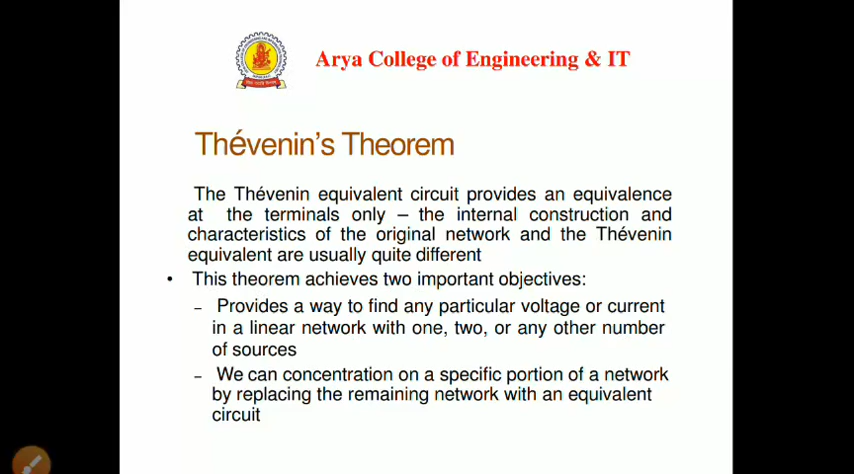 Arya College of Engineering & IT
Thévenin's Theorem
The Thévenin equivalent circuit provides an equivalence
at the terminals only – the internal construction and
characteristics of the original network and the Thévenin
equivalent are usually quite different
• This theorem achieves two important objectives:
– Provides a way to find any particular voltage or current
in a linear network with one, two, or any other number
of sources
– We can concentration on a specific portion of a network
by replacing the remaining network with an equivalent
circuit